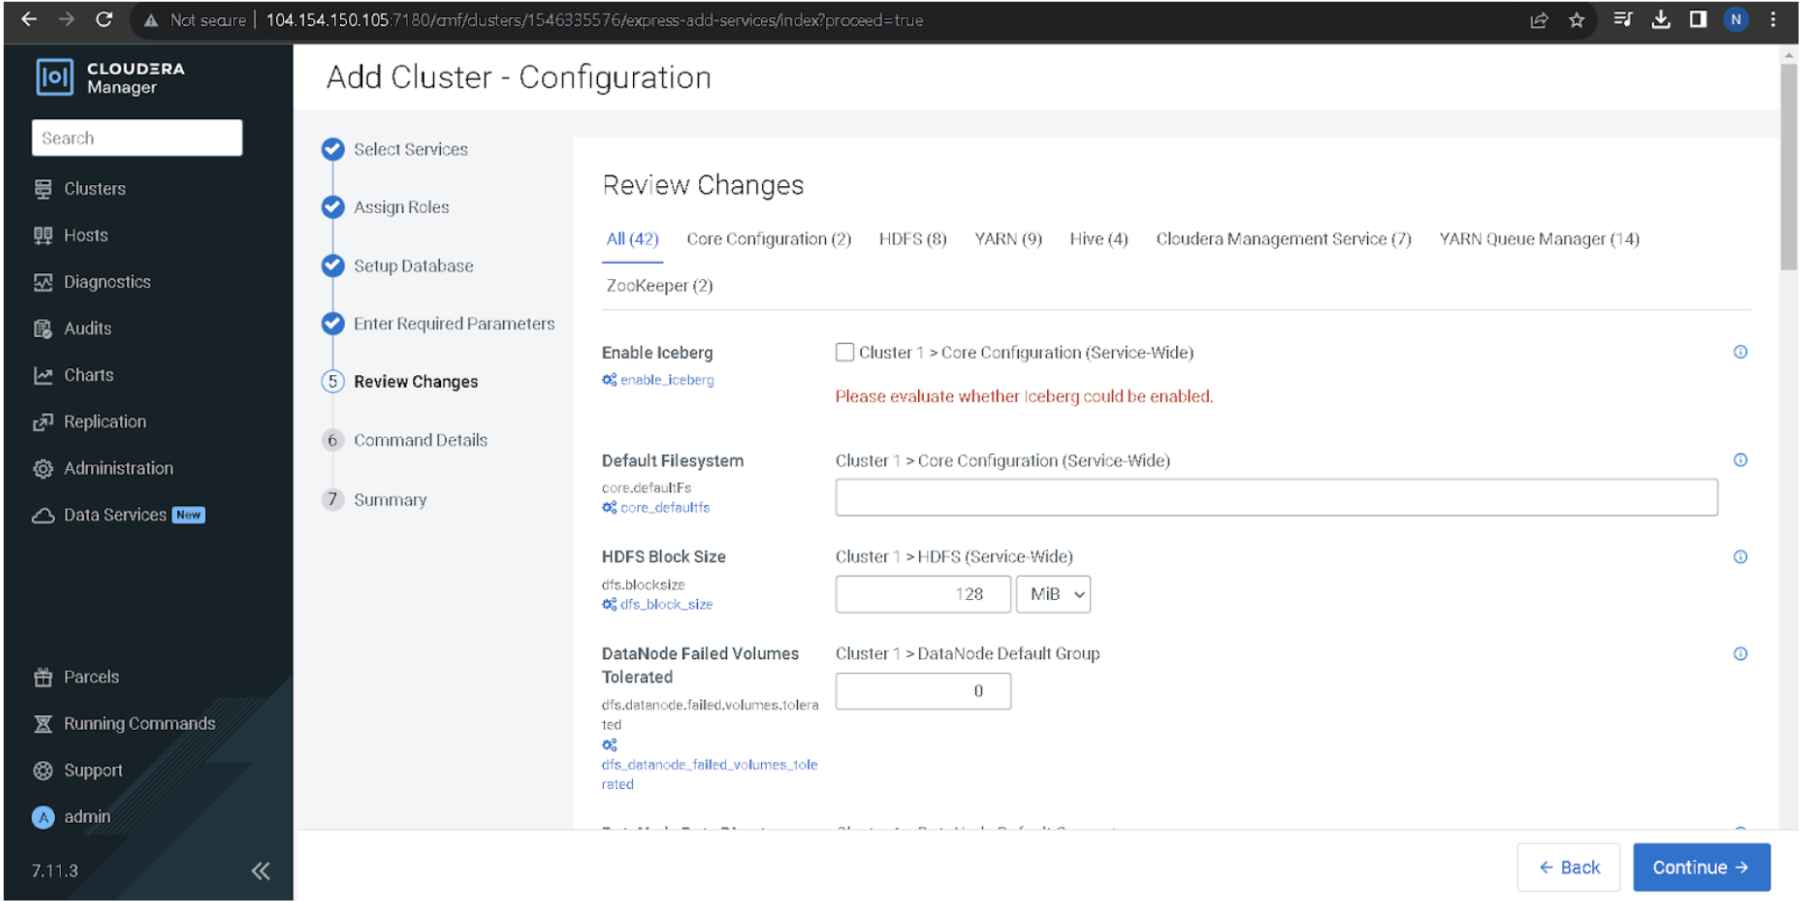 Not secure | 104.154.150.105:7180/cmf/clusters/1546335576/express-add-services/index?proceed=true
N
CLOUDERA
Manager
Search
Clusters
Hosts
Diagnostics
Audits
Charts
Replication
Administration
Data Services New
Parcels
Running Commands
Support
A admin
7.11.3
Add Cluster - Configuration
Select Services
Assign Roles
Setup Database
Enter Required Parameters
5 Review Changes
6 Command Details
7 Summary
Review Changes
All (42) Core Configuration (2) HDFS (8) YARN (9) Hive (4) Cloudera Management Service (7) YARN Queue Manager (14)
ZooKeeper (2)
Enable Iceberg
enable_iceberg
Cluster 1 > Core Configuration (Service-Wide)
Please evaluate whether Iceberg could be enabled.
Default Filesystem
core.defaultFs
core_defaultfs
Cluster 1 > Core Configuration (Service-Wide)
HDFS Block Size
dfs.blocksize
dfs_block_size
Cluster 1 > HDFS (Service-Wide)
128 MiB
DataNode Failed Volumes
Tolerated
dfs.datanode.failed.volumes.tolera
ted
dfs_datanode_failed_volumes_tole
rated
Cluster 1 > DataNode Default Group
0
← Back
Continue →